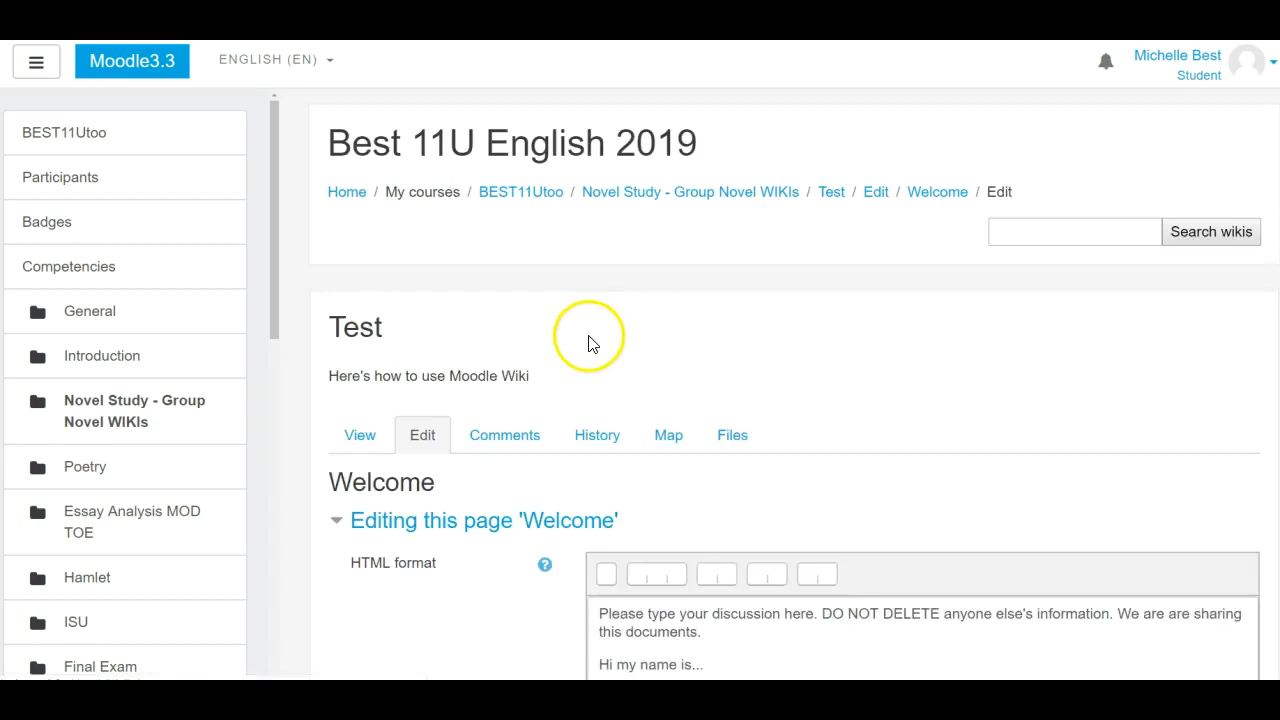 Moodle3.3
ENGLISH (EN)
Michelle Best
Student
BEST11Utoo
Participants
Badges
Competencies
General
Introduction
Novel Study - Group
Novel WIKIs
Poetry
Essay Analysis MOD
TOE
Hamlet
ISU
Final Exam
Best 11U English 2019
Home / My courses / BEST11Utoo / Novel Study - Group Novel WIKIs / Test / Edit / Welcome / Edit
Search wikis
Test
Here's how to use Moodle Wiki
View Edit Comments History Map Files
Welcome
Editing this page 'Welcome'
HTML format
?
Please type your discussion here. DO NOT DELETE anyone else's information. We are are sharing
this documents.
Hi my name is...